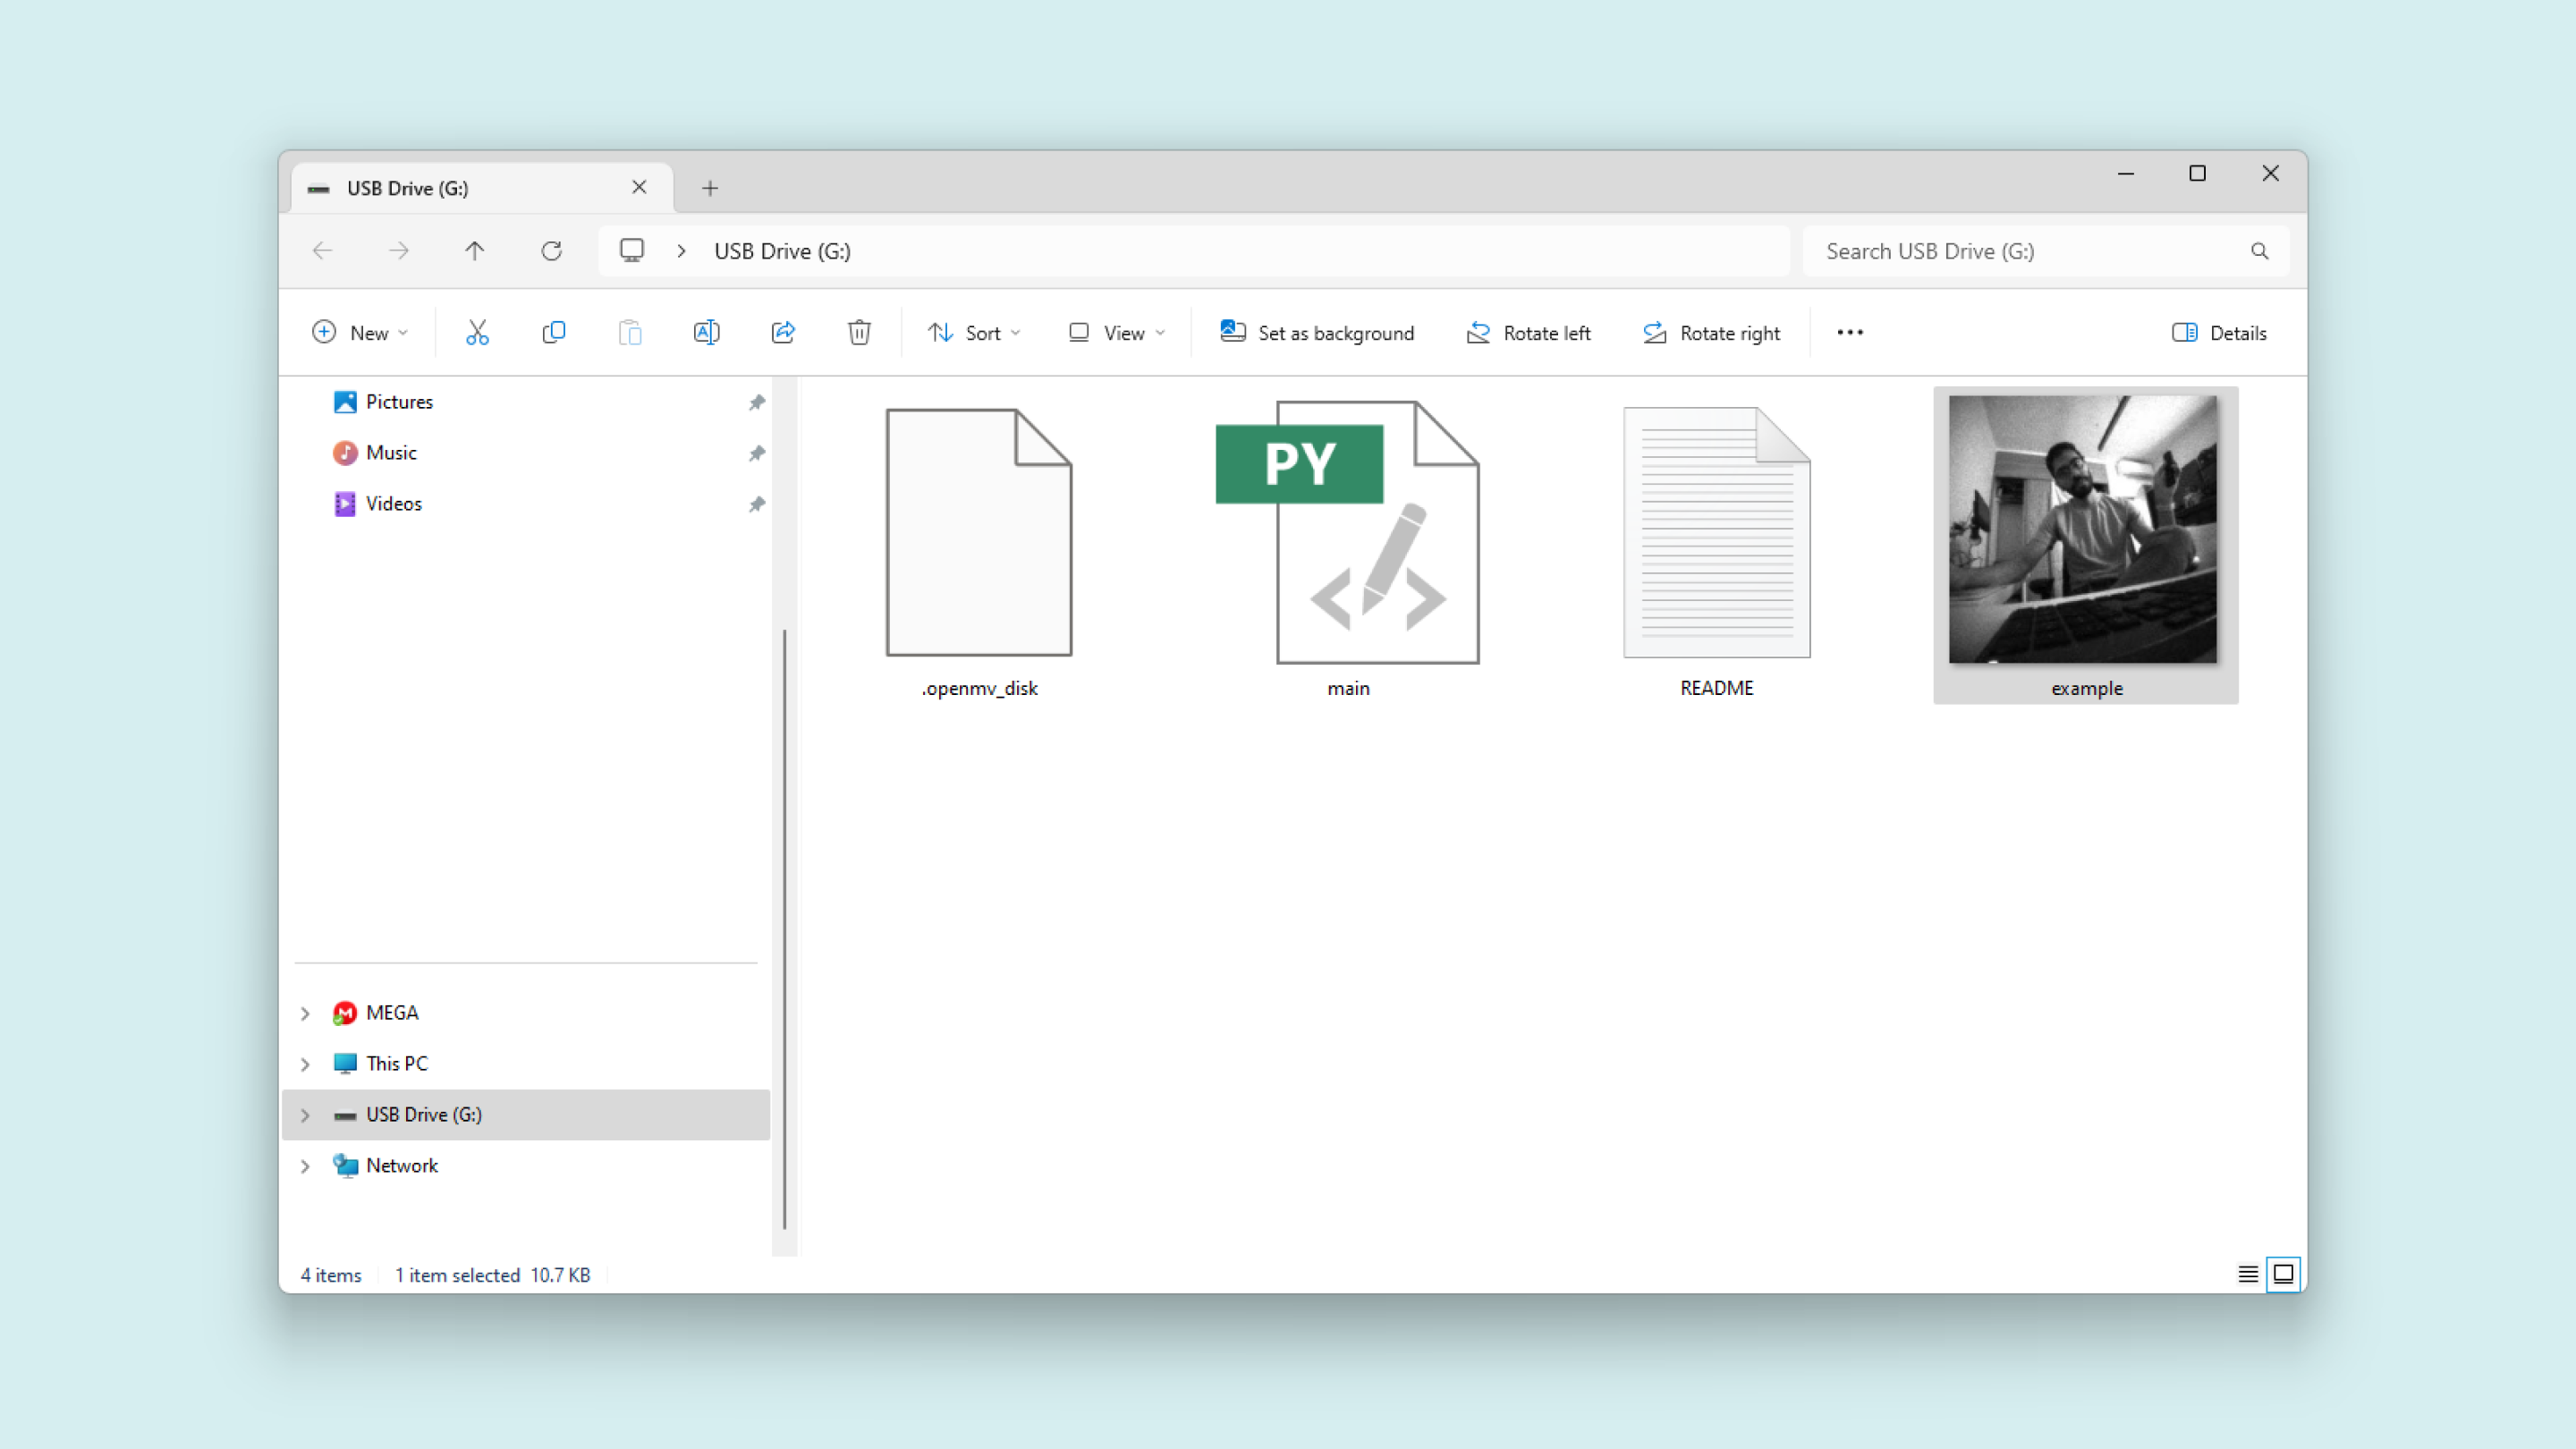 USB Drive (G:)
USB Drive (G:)
Search USB Drive (G:)
New
Sort
View
Set as background
Rotate left
Rotate right
Details
Pictures
Music
Videos
MEGA
This PC
USB Drive (G:)
Network
PY
.openmv_disk
main
README
example
4 items
1 item selected 10.7 KB